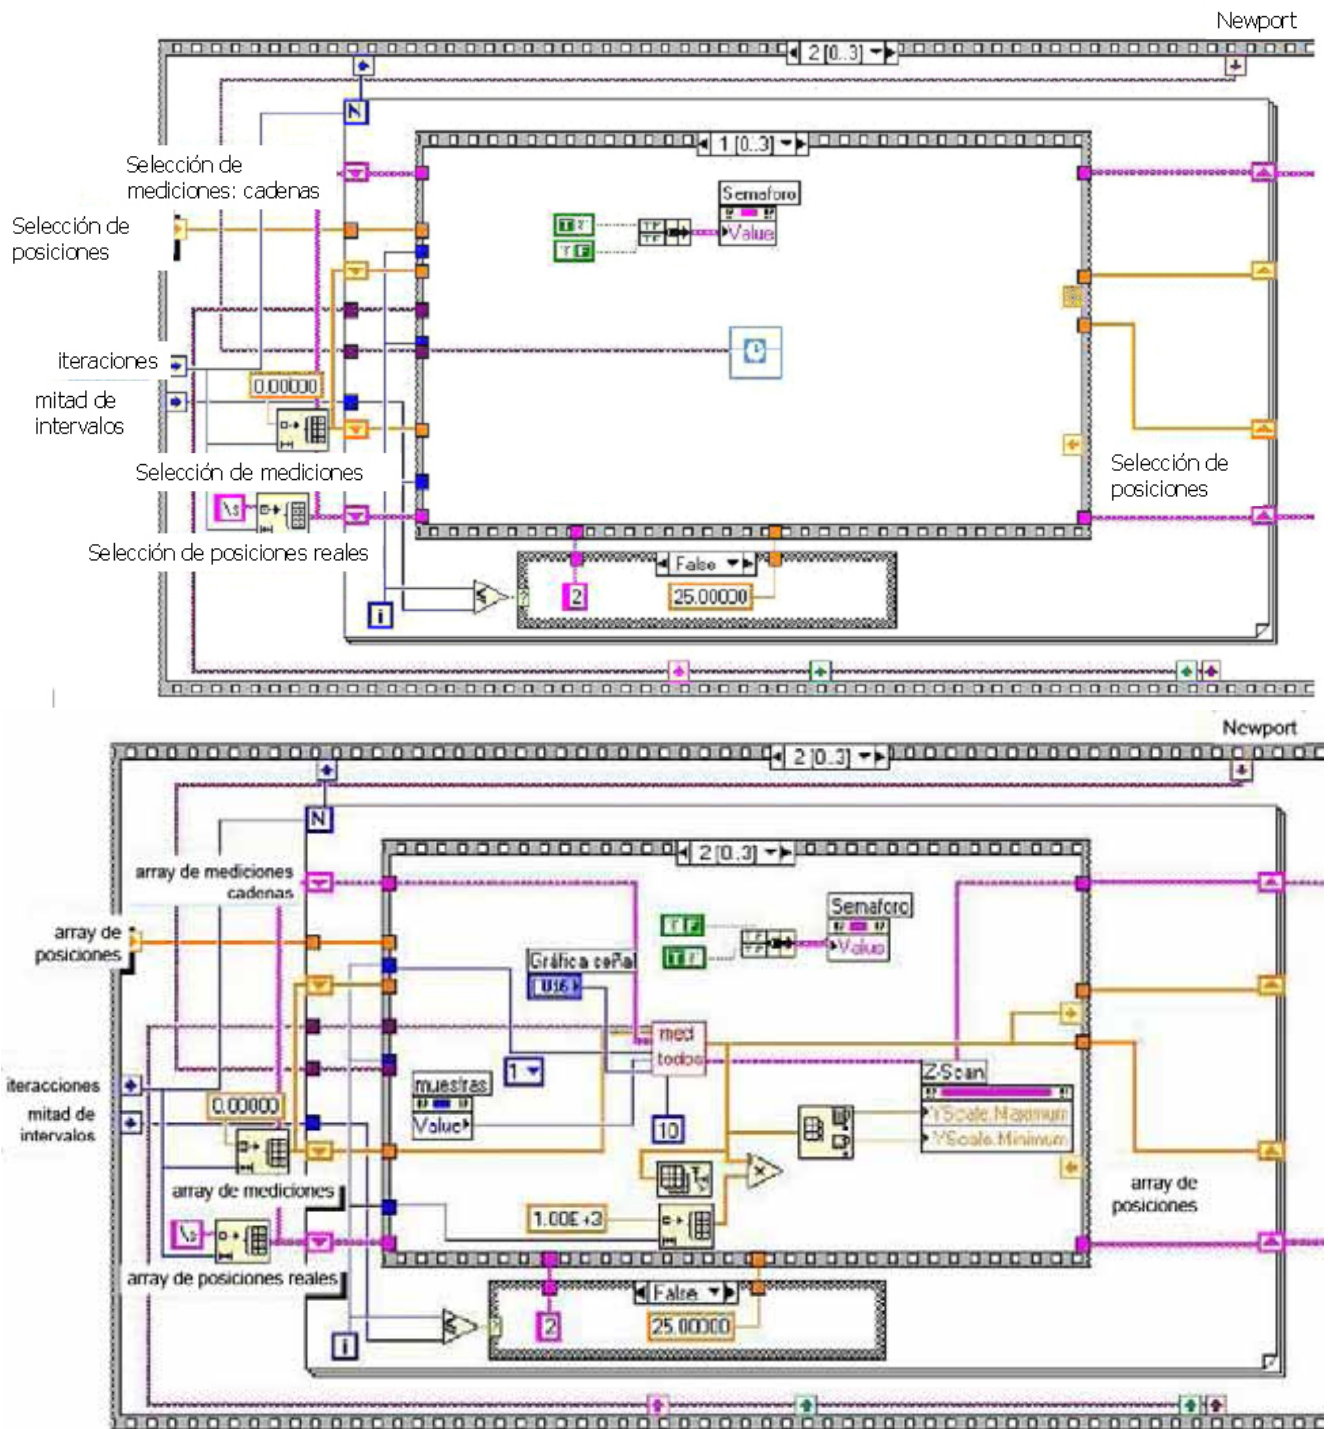 Newport
2 [0..3]
N
1 [0..3]
Selección de
mediciones: cadenas
Semaforo
Value
Selección de
posiciones
T F
T F
iteraciones
0.00000
mitad de
intervalos
Selección de mediciones
Selección de
posiciones
\s
Selección de posiciones reales
False
2
25.00000
i
Newport
2 [0..3]
N
2 [0..3]
array de mediciones
cadenas
Semaforo
Value
array de
posiciones
T F
T F
Gráfica señal
U16
med
todos
iteracciones
1
muestras
Value
Z-Scan
YScale.Maximum
YScale.Minimum
0.00000
mitad de
intervalos
10
array de mediciones
array de
posiciones
1.00E+3
\s
array de posiciones reales
False
2
25.00000
i